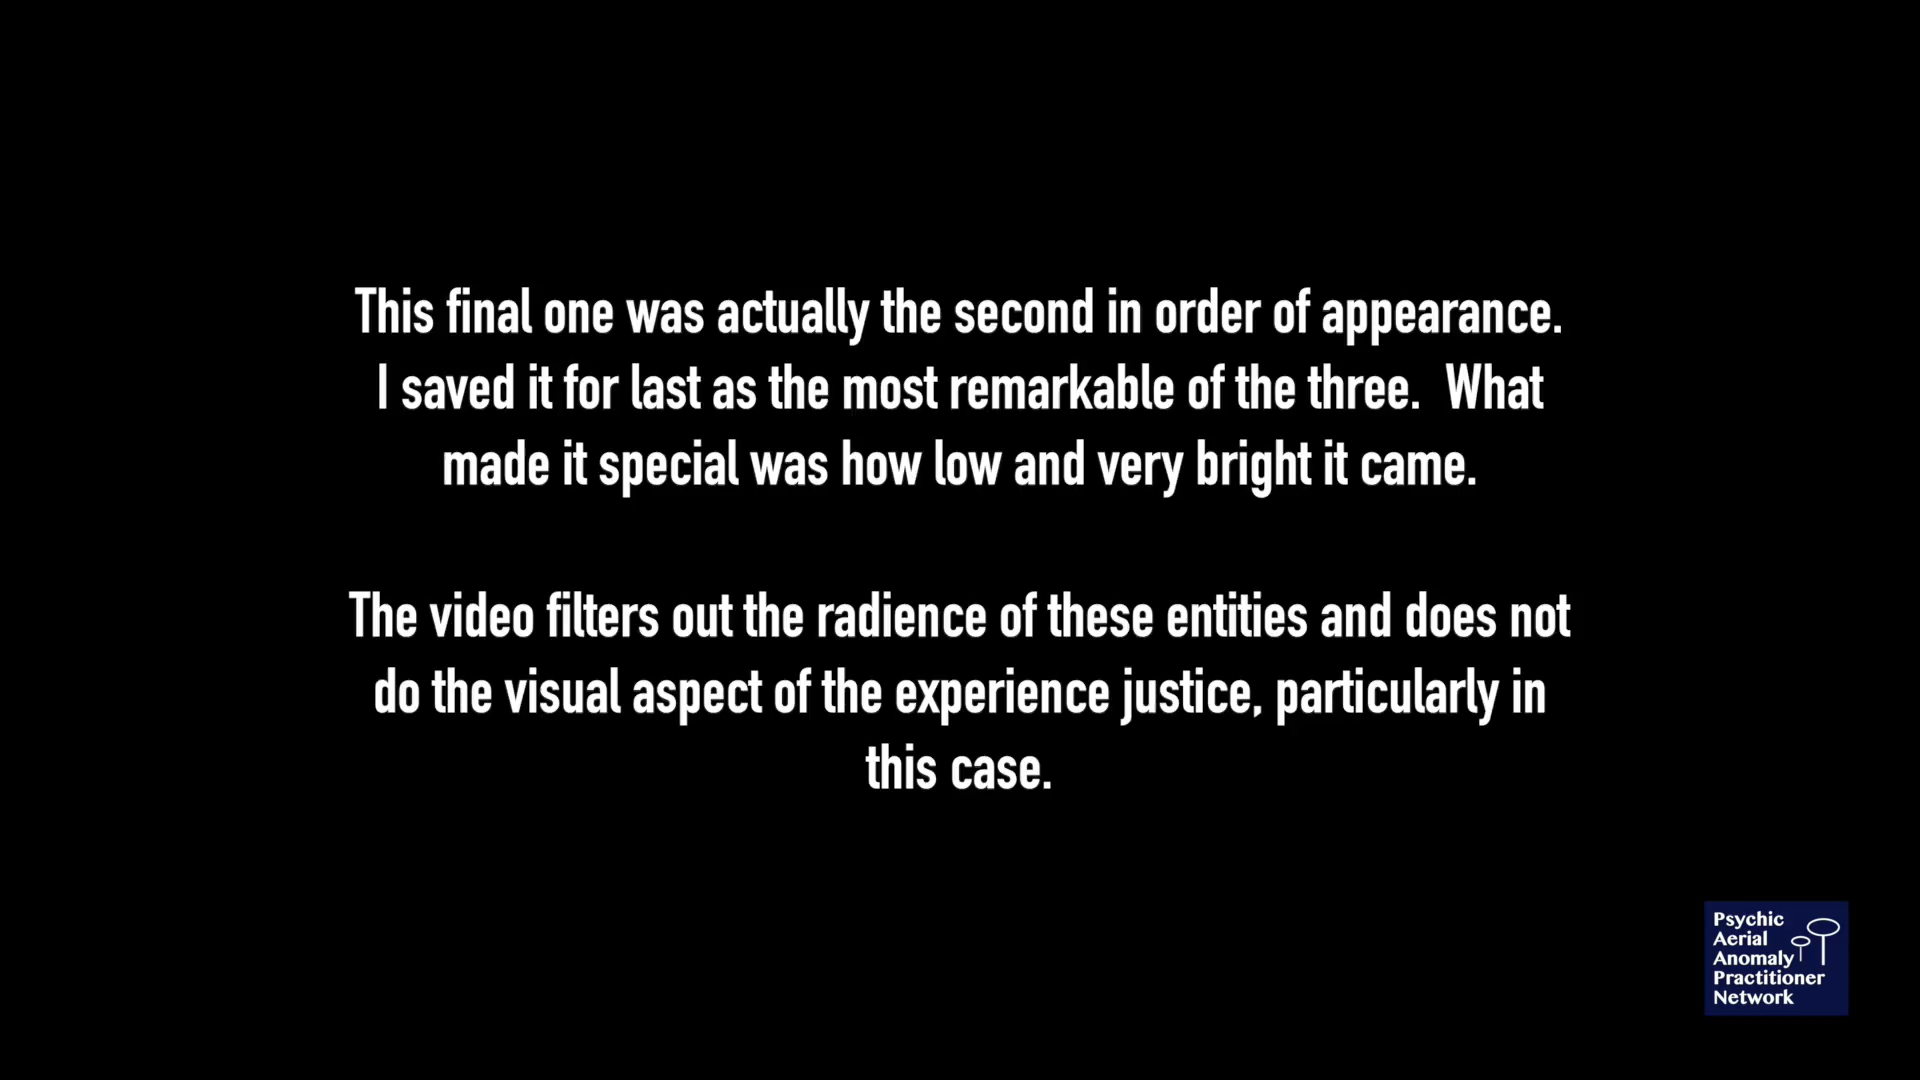 This final one was actually the second in order of appearance.
I saved it for last as the most remarkable of the three.  What
made it special was how low and very bright it came.
The video filters out the radience of these entities and does not
do the visual aspect of the experience justice, particularly in
this case.
Psychic
Aerial
Anomaly
Practitioner
Network